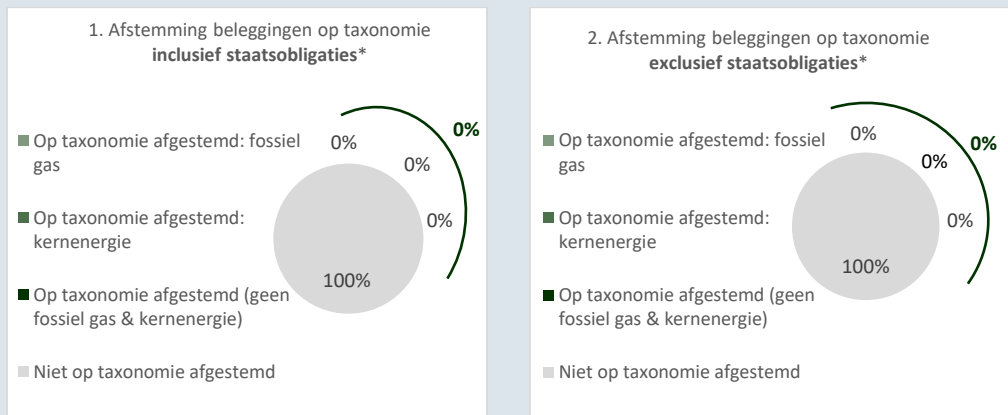 1. Afstemming beleggingen op taxonomie
inclusief staatsobligaties*
Op taxonomie afgestemd: fossiel
gas
Op taxonomie afgestemd:
kernenergie
Op taxonomie afgestemd (geen
fossiel gas & kernenergie)
Niet op taxonomie afgestemd
0%
0%
0%
0%
100%
2. Afstemming beleggingen op taxonomie
exclusief staatsobligaties*
Op taxonomie afgestemd: fossiel
gas
Op taxonomie afgestemd:
kernenergie
Op taxonomie afgestemd (geen
fossiel gas & kernenergie)
Niet op taxonomie afgestemd
0%
0%
0%
0%
100%